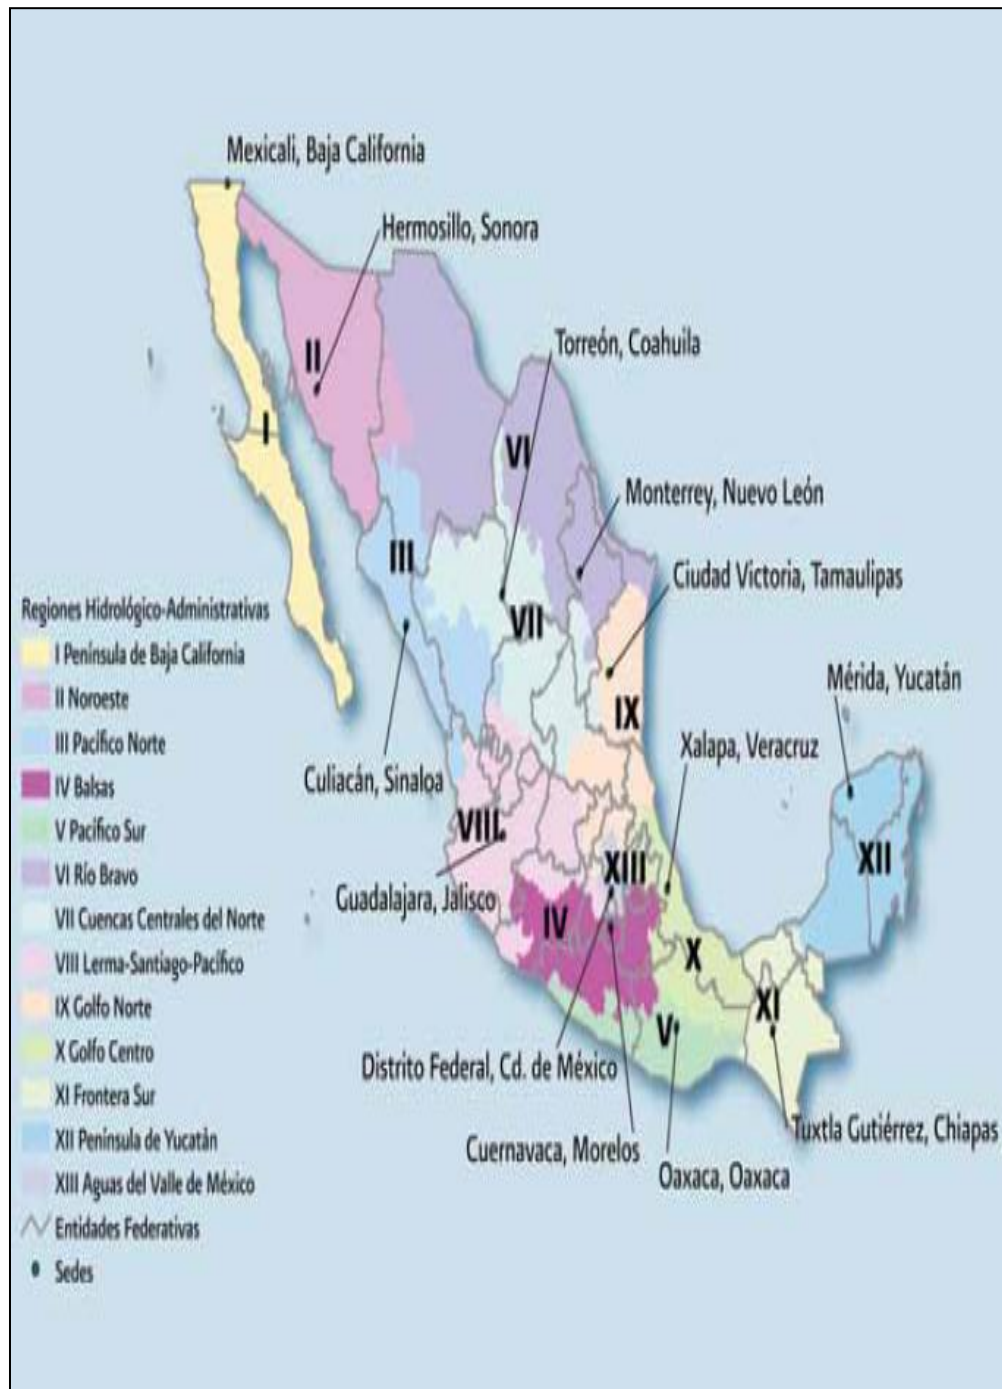 Mexicali, Baja California
Hermosillo, Sonora
Torreón, Coahuila
II
I
VI
Monterrey, Nuevo León
III
Ciudad Victoria, Tamaulipas
Regiones Hidrológico-Administrativas
VII
I Península de Baja California
II Noroeste
III Pacífico Norte
IV Balsas
V Pacífico Sur
VI Río Bravo
VII Cuencas Centrales del Norte
VIII Lerma-Santiago-Pacífico
IX Golfo Norte
X Golfo Centro
XI Frontera Sur
XII Península de Yucatán
XIII Aguas del Valle de México
Entidades Federativas
Sedes
Mérida, Yucatán
IX
Xalapa, Veracruz
Culiacán, Sinaloa
VIII
XIII
XII
Guadalajara, Jalisco
IV
X
XI
V
Distrito Federal, Cd. de México
Tuxtla Gutiérrez, Chiapas
Cuernavaca, Morelos
Oaxaca, Oaxaca